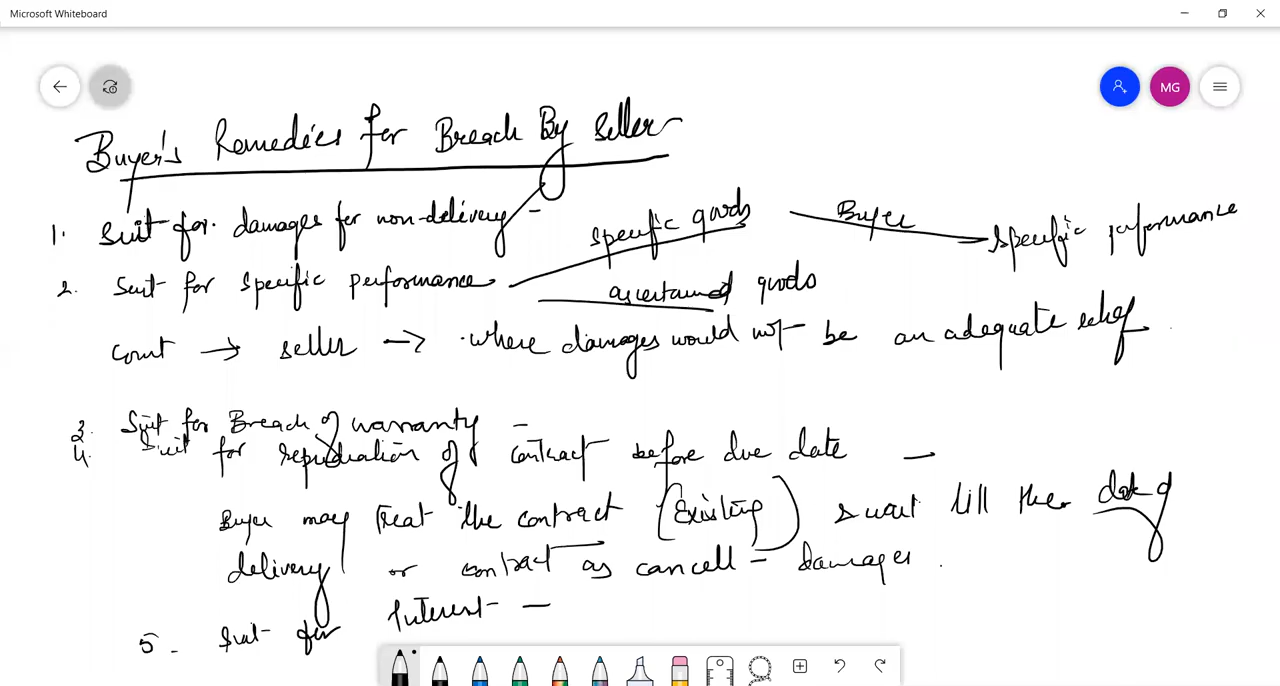 Microsoft Whiteboard
MG
Buyer's Remedies for Breach By Seller
1. Suit for damages for non-delivery -
specific goods Buyer specific performance
2. Suit for specific performance
ascertained goods
Court → seller → where damages would not be an adequate relief
3. Suit for Breach of warranty -
4. Suit for repudiation of contract before due date -
Buyer may treat the contract (Existing) & wait till the date of
delivery or contract as cancell - damages.
5. Suit for Interest -